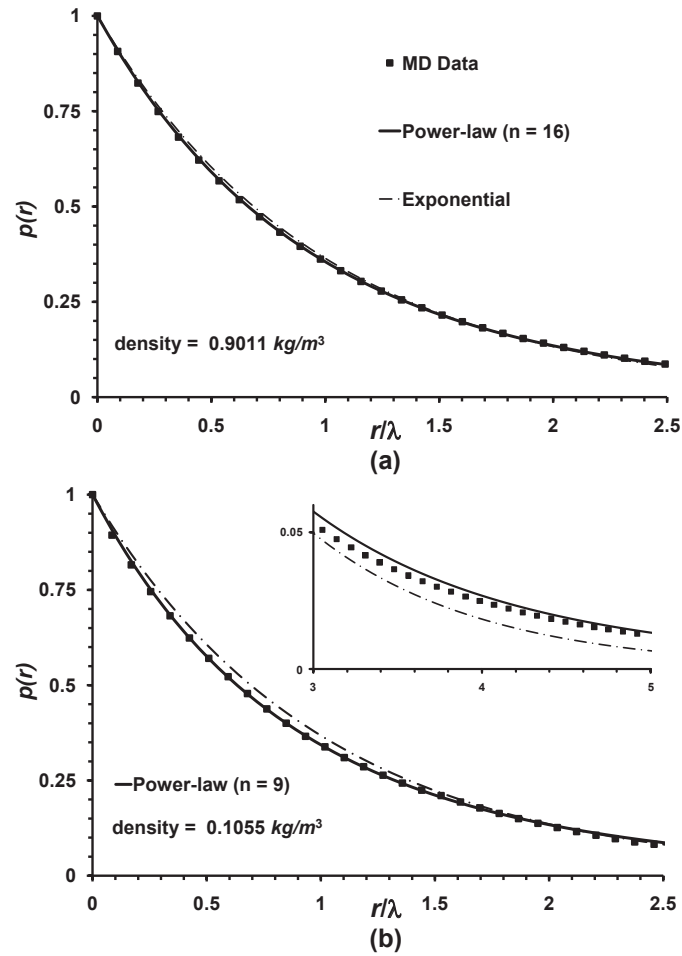 1
0.75
0.5
0.25
0
p(r)
MD Data
Power-law (n = 16)
Exponential
density = 0.9011 kg/m³
0 0.5 1 1.5 2 2.5
r/λ
(a)
1
0.75
0.5
0.25
0
p(r)
0.05
0
3 4 5
Power-law (n = 9)
density = 0.1055 kg/m³
0 0.5 1 1.5 2 2.5
r/λ
(b)